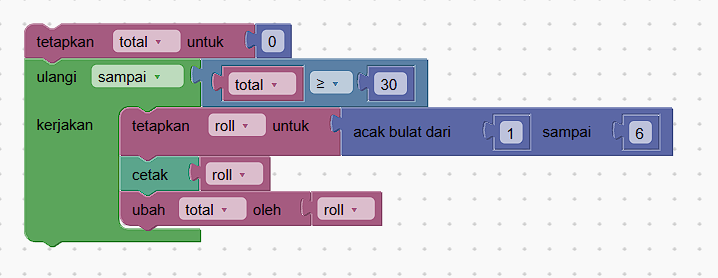 tetapkan total untuk 0
ulangi sampai total ≥ 30
kerjakan tetapkan roll untuk acak bulat dari 1 sampai 6
cetak roll
ubah total oleh roll